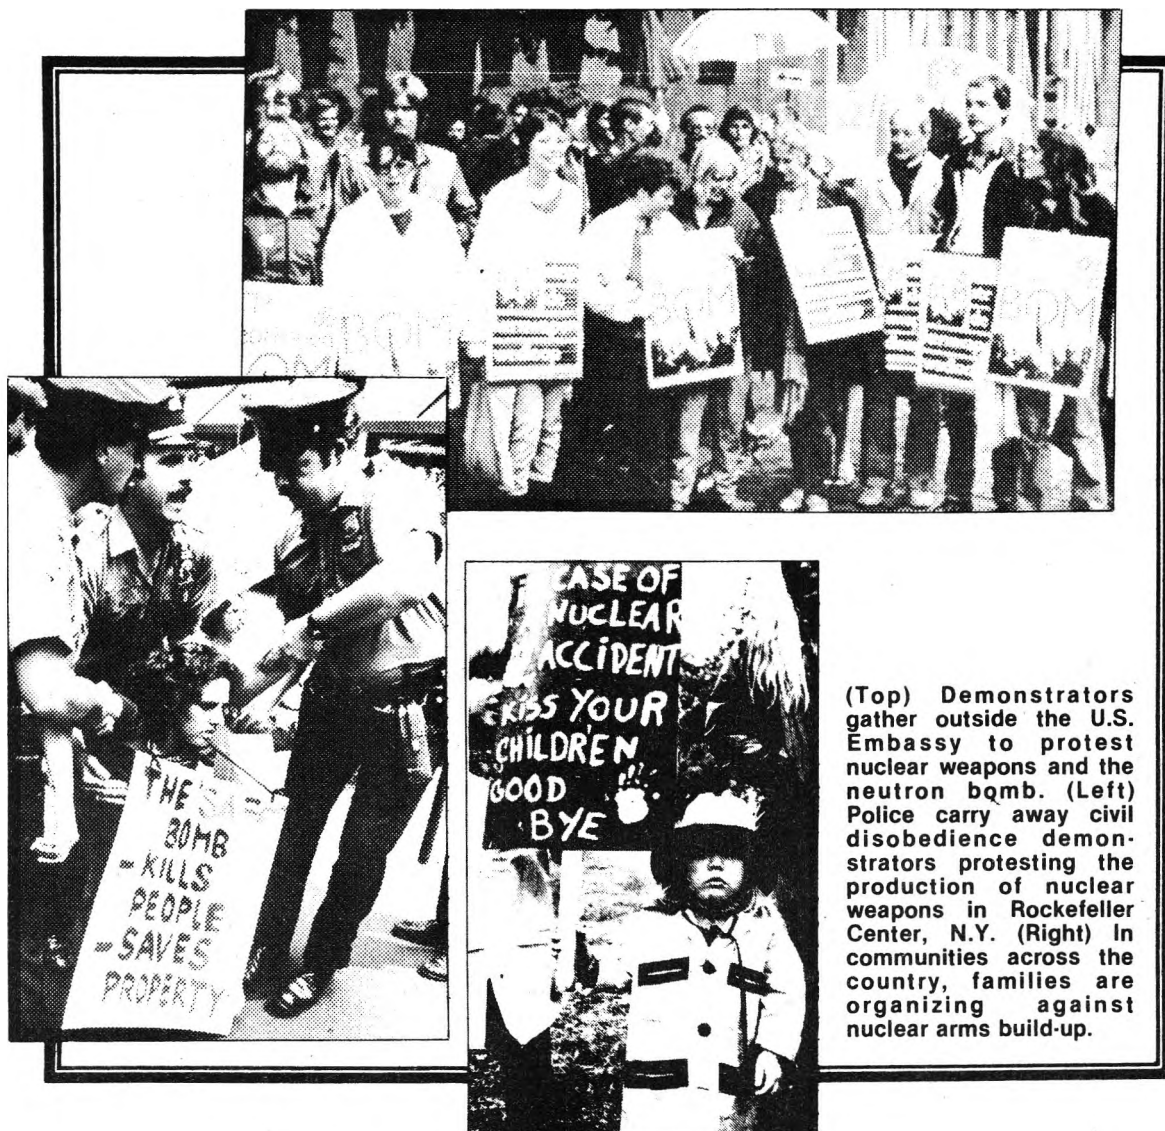 BOMB
THE
BOMB
-KILLS
PEOPLE
-SAVES
PROPERTY
CASE OF
NUCLEAR
ACCIDENT
KISS YOUR
CHILDREN
GOOD
BYE
(Top) Demonstrators
gather outside the U.S.
Embassy to protest
nuclear weapons and the
neutron bomb. (Left)
Police carry away civil
disobedience demon-
strators protesting the
production of nuclear
weapons in Rockefeller
Center, N.Y. (Right) In
communities across the
country, families are
organizing against
nuclear arms build-up.